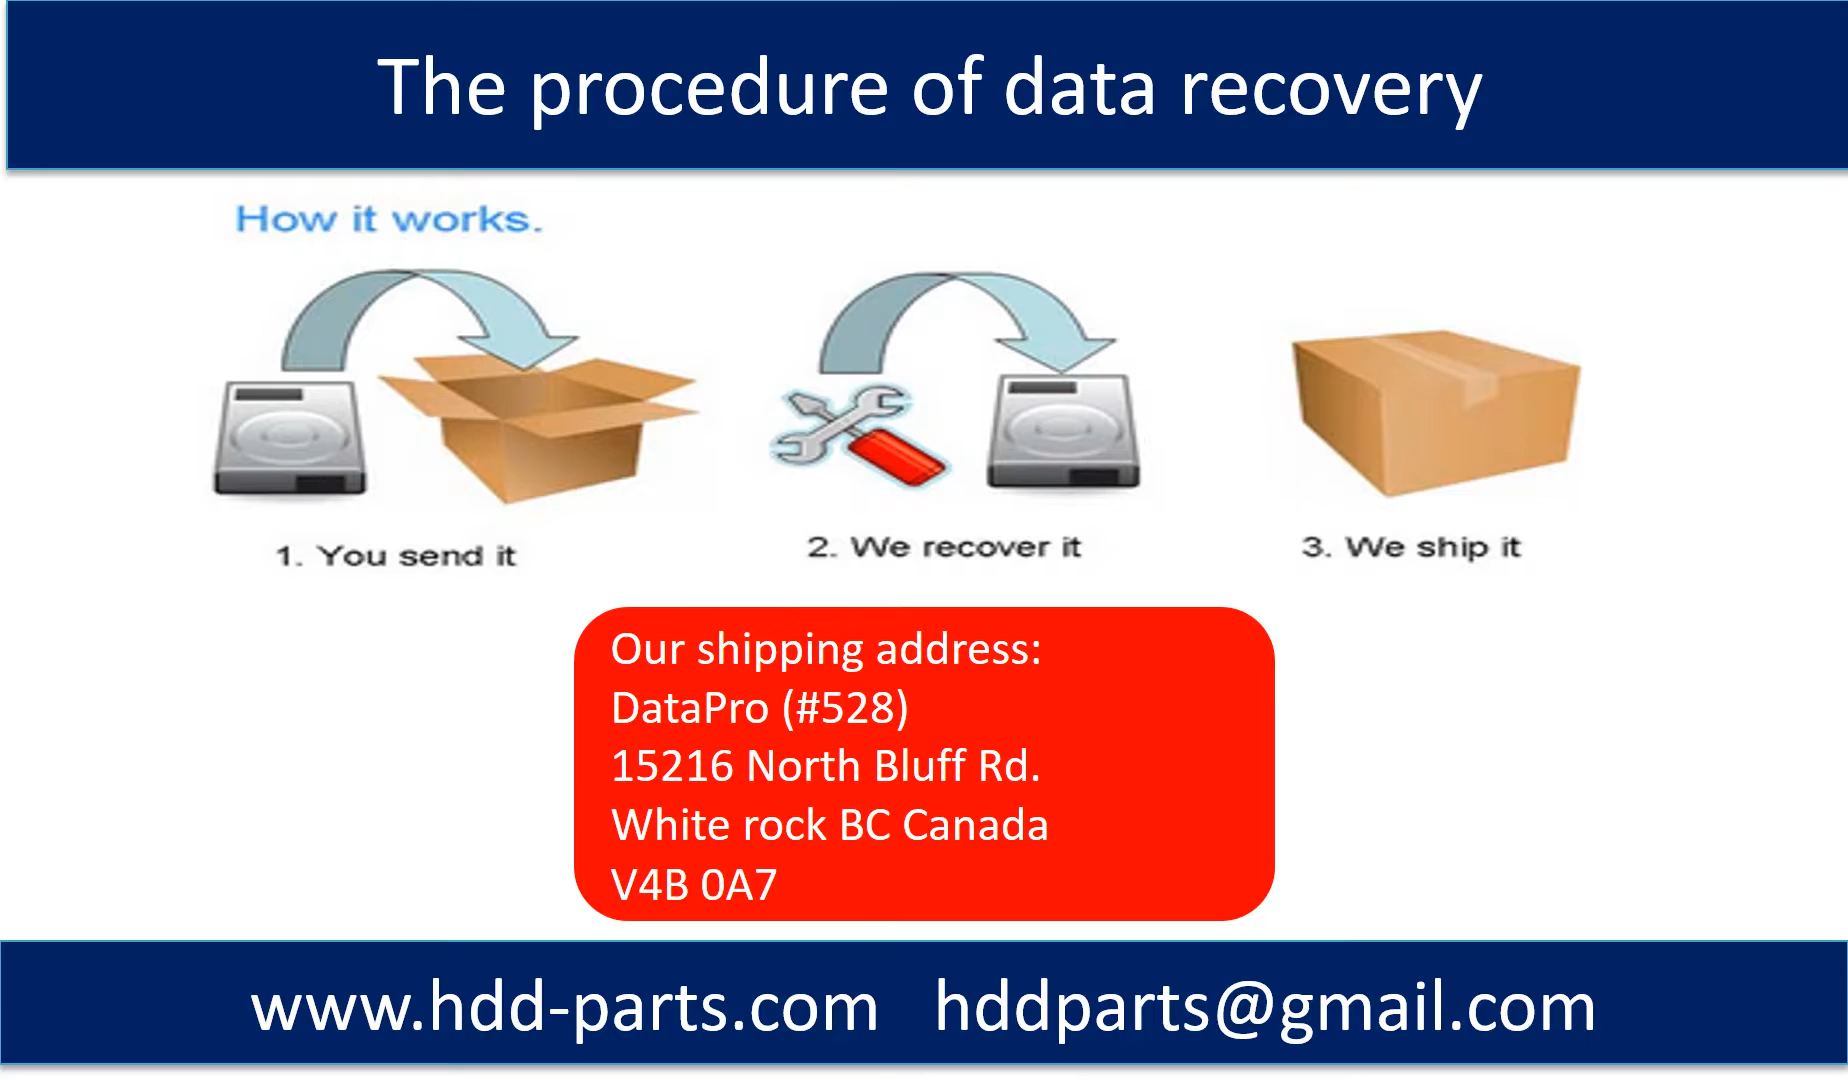 The procedure of data recovery
How it works.
1. You send it
2. We recover it
3. We ship it
Our shipping address:
DataPro (#528)
15216 North Bluff Rd.
White rock BC Canada
V4B 0A7
www.hdd-parts.com hddparts@gmail.com